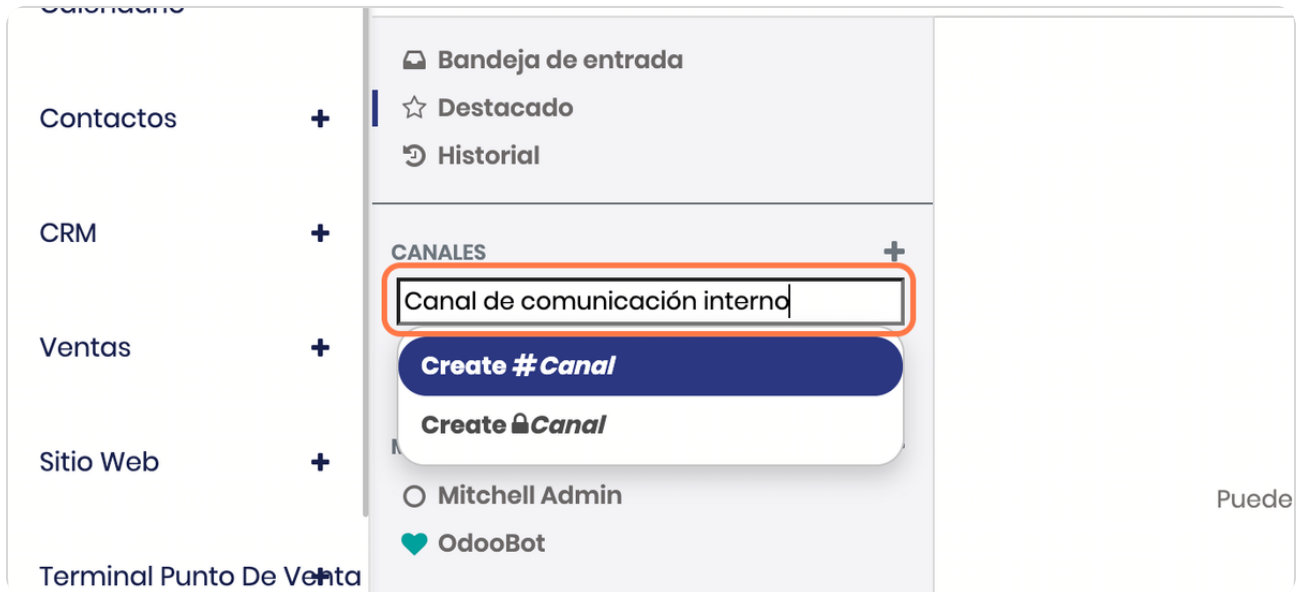 Calendario
Contactos
CRM
Ventas
Sitio Web
Terminal Punto De Venta
Bandeja de entrada
Destacado
Historial
CANALES
Canal de comunicación interno
Create #Canal
Create Canal
Mitchell Admin
OdooBot
Puede